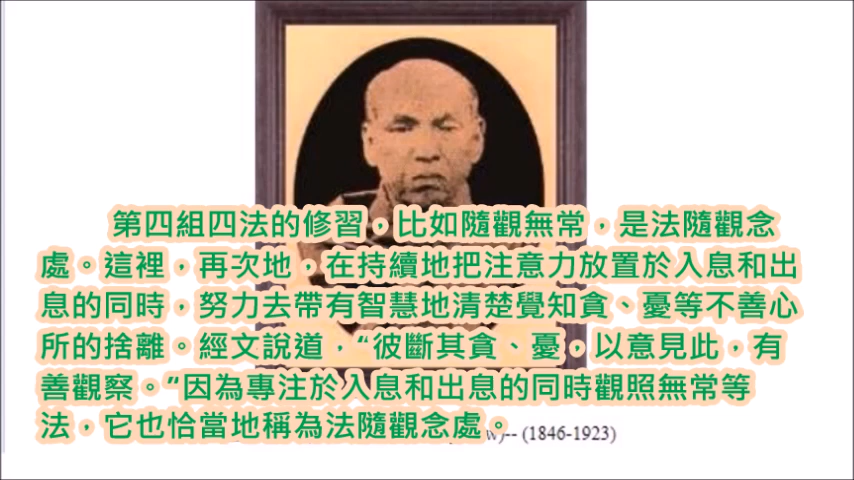 第四組四法的修習，比如隨觀無常，是法隨觀念
處。這裡，再次地，在持續地把注意力放置於入息和出
息的同時，努力去帶有智慧地清楚覺知貪、憂等不善心
所的捨離。經文說道，“彼斷其貪、憂，以意見此，有
善觀察。”因為專注於入息和出息的同時觀照無常等
法，它也恰當地稱為法隨觀念處。
(1846-1923)